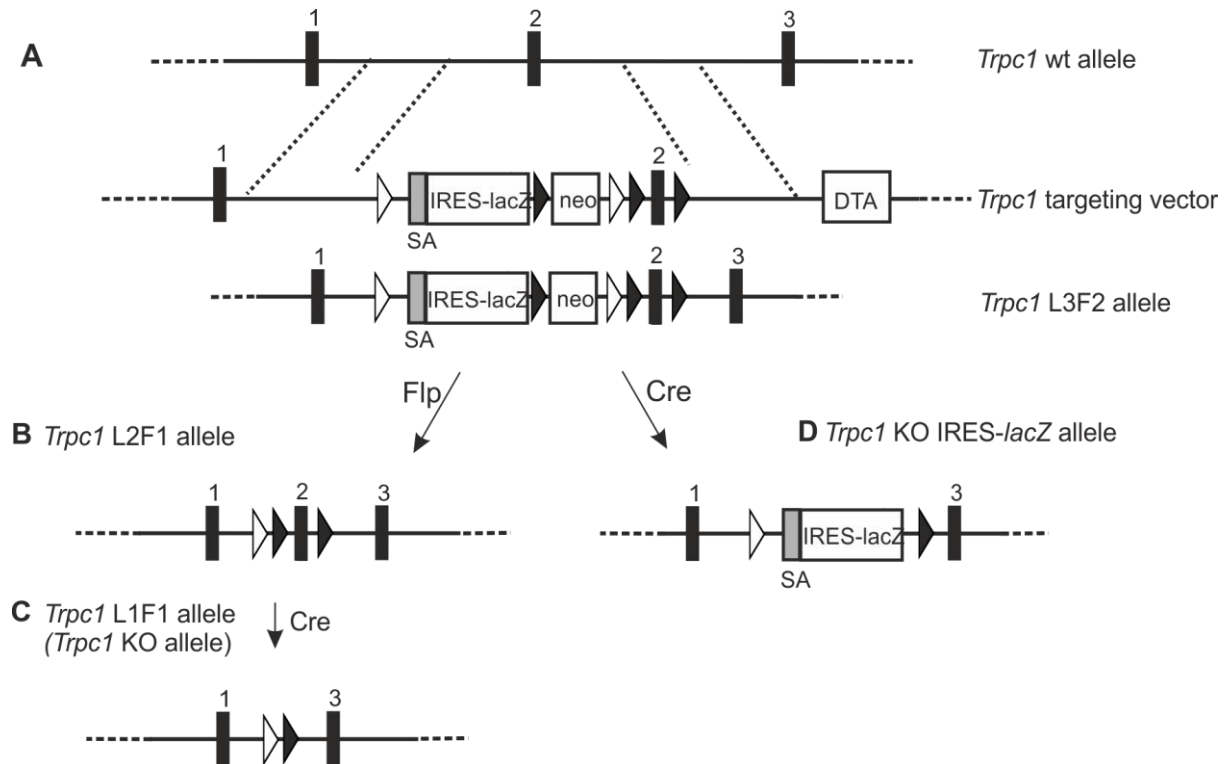 A
1 2 3
Trpc1 wt allele
1 2
IRES-lacZ neo DTA
Trpc1 targeting vector
SA
1 2 3
IRES-lacZ neo
Trpc1 L3F2 allele
SA
Flp Cre
B Trpc1 L2F1 allele
1 2 3
D Trpc1 KO IRES-lacZ allele
1 3
IRES-lacZ
SA
C Trpc1 L1F1 allele
(Trpc1 KO allele)
Cre
1 3